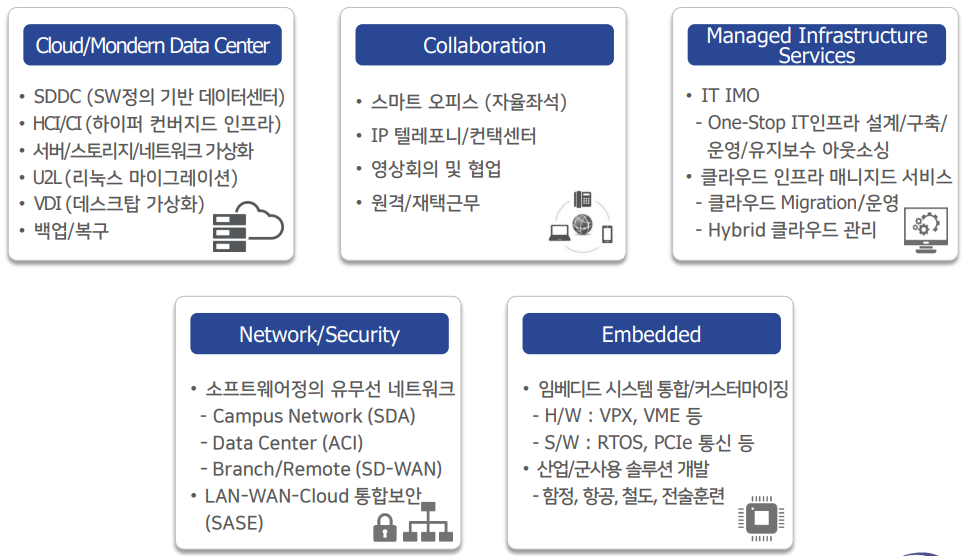 Cloud/Mondern Data Center
• SDDC (SW정의 기반 데이터센터)
• HCI/CI (하이퍼 컨버지드 인프라)
• 서버/스토리지/네트워크 가상화
• U2L (리눅스 마이그레이션)
• VDI (데스크탑 가상화)
• 백업/복구
Collaboration
• 스마트 오피스 (자율좌석)
• IP 텔레포니/컨택센터
• 영상회의 및 협업
• 원격/재택근무
Managed Infrastructure
Services
• IT IMO
- One-Stop IT인프라 설계/구축/
운영/유지보수 아웃소싱
• 클라우드 인프라 매니지드 서비스
- 클라우드 Migration/운영
- Hybrid 클라우드 관리
Network/Security
• 소프트웨어정의 유무선 네트워크
- Campus Network (SDA)
- Data Center (ACI)
- Branch/Remote (SD-WAN)
• LAN-WAN-Cloud 통합보안
(SASE)
Embedded
• 임베디드 시스템 통합/커스터마이징
- H/W : VPX, VME 등
- S/W : RTOS, PCIe 통신 등
• 산업/군사용 솔루션 개발
- 함정, 항공, 철도, 전술훈련